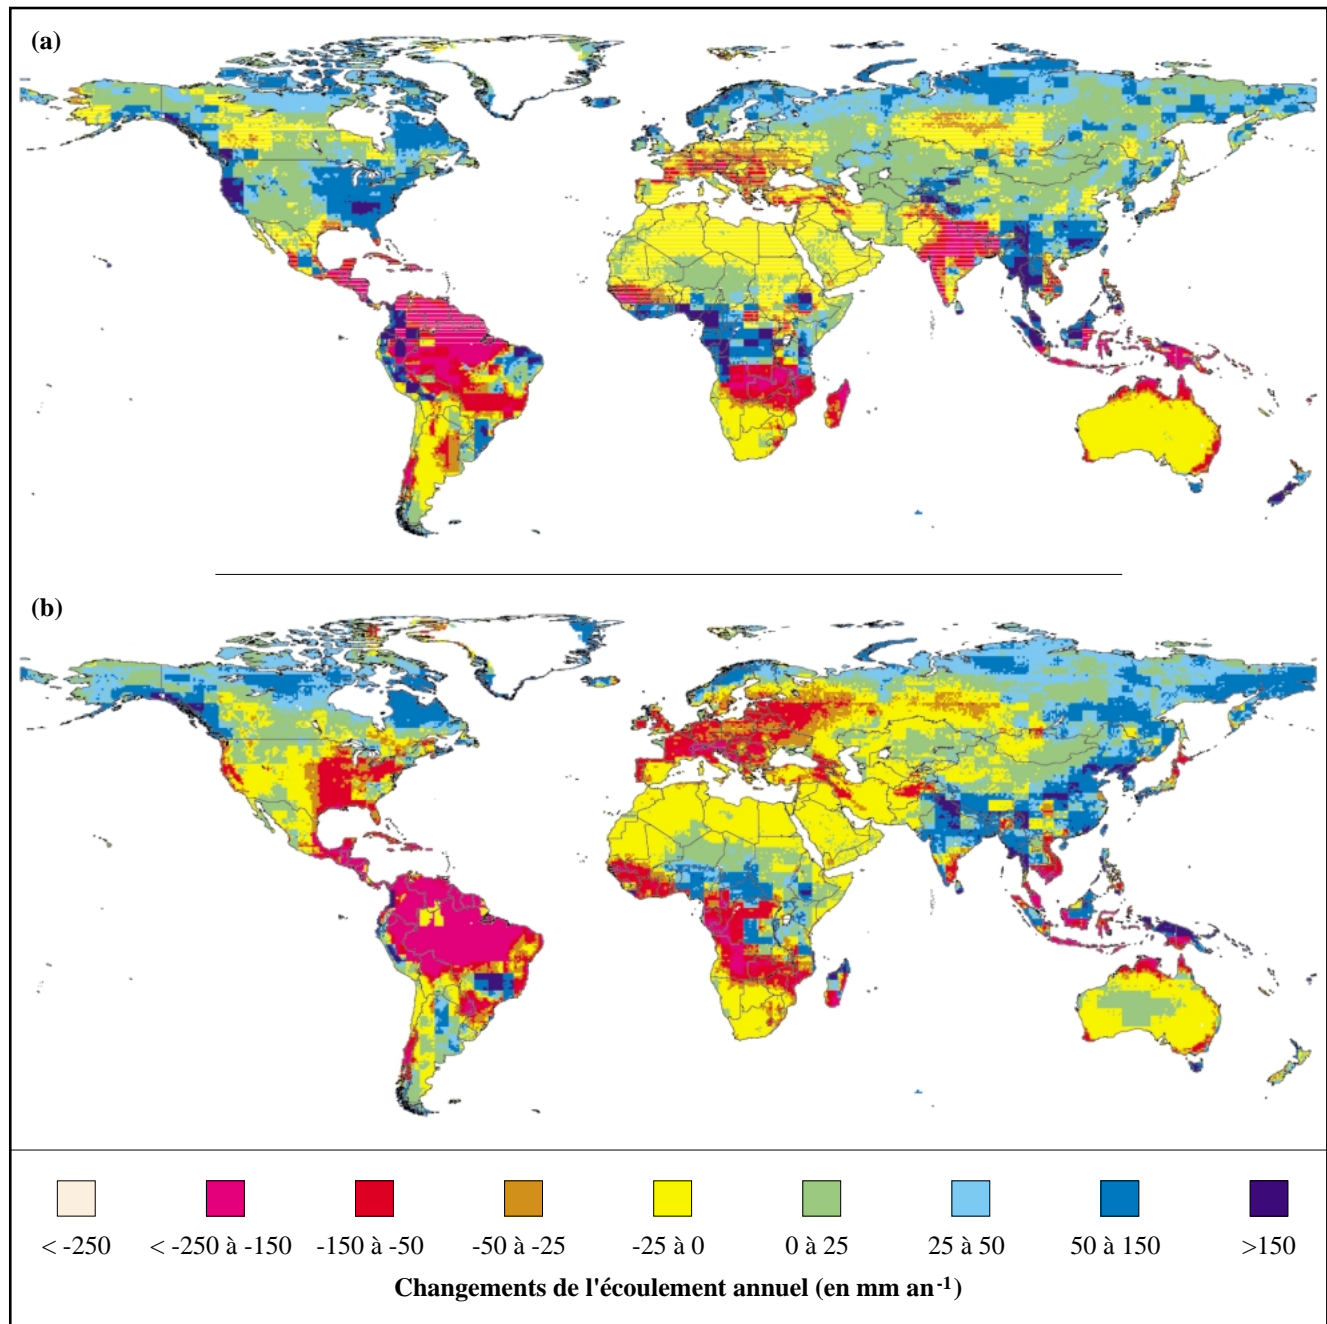 (a)
(b)
< -250
< -250 à -150
-150 à -50
-50 à -25
-25 à 0
0 à 25
25 à 50
50 à 150
>150
Changements de l'écoulement annuel (en mm an⁻¹)